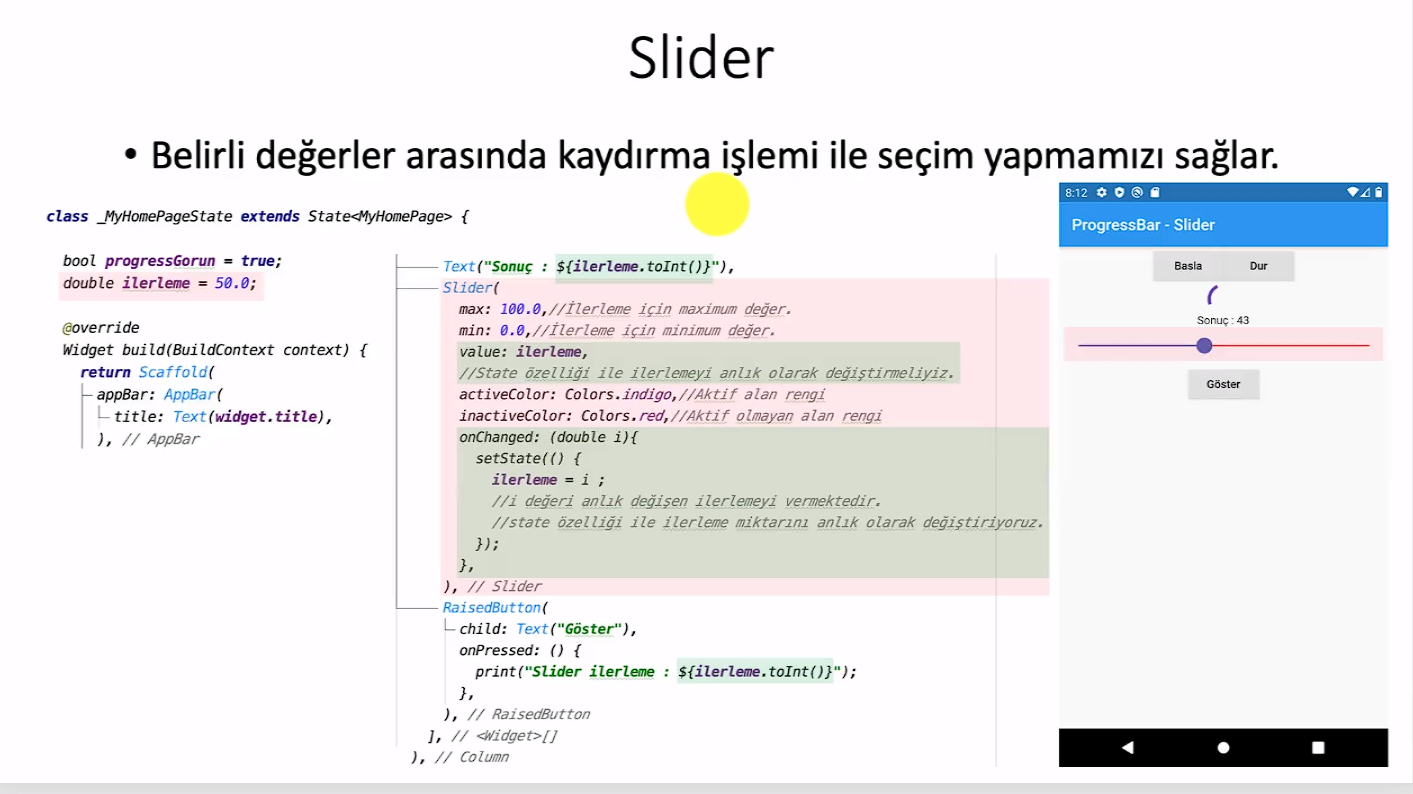 Slider
• Belirli değerler arasında kaydırma işlemi ile seçim yapmamızı sağlar.
class _MyHomePageState extends State<MyHomePage> {
bool progressGorun = true;
double ilerleme = 50.0;
@override
Widget build(BuildContext context) {
return Scaffold(
appBar: AppBar(
title: Text(widget.title),
), // AppBar
Text("Sonuç : ${ilerleme.toInt()}"),
Slider(
max: 100.0,//İlerleme için maximum değer.
min: 0.0,//İlerleme için minimum değer.
value: ilerleme,
//State özelliği ile ilerlemeyi anlık olarak değiştirmeliyiz.
activeColor: Colors.indigo,//Aktif alan rengi
inactiveColor: Colors.red,//Aktif olmayan alan rengi
onChanged: (double i){
setState(() {
ilerleme = i ;
//i değeri anlık değişen ilerlemeyi vermektedir.
//state özelliği ile ilerleme miktarını anlık olarak değiştiriyoruz.
});
},
), // Slider
RaisedButton(
child: Text("Göster"),
onPressed: () {
print("Slider ilerleme : ${ilerleme.toInt()}");
},
), // RaisedButton
], // <Widget>[]
), // Column
8:12
ProgressBar - Slider
Basla Dur
Sonuç : 43
Göster